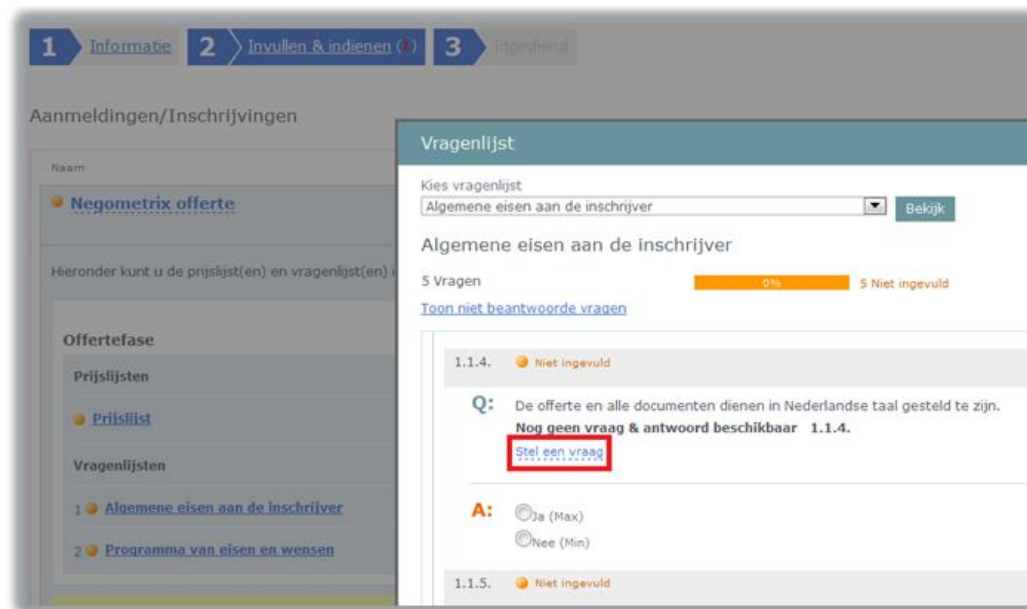 1 Informatie 2 Invullen & indienen (1) 3 Ingediend
Aanmeldingen/Inschrijvingen
Naam
Negometrix offerte
Hieronder kunt u de prijslijst(en) en vragenlijst(en) i
Offertefase
Prijslijsten
Prijslijst
Vragenlijsten
1 Algemene eisen aan de inschrijver
2 Programma van eisen en wensen
Vragenlijst
Kies vragenlijst
Algemene eisen aan de inschrijver Bekijk
Algemene eisen aan de inschrijver
5 Vragen 0% 5 Niet ingevuld
Toon niet beantwoorde vragen
1.1.4. Niet ingevuld
Q: De offerte en alle documenten dienen in Nederlandse taal gesteld te zijn.
Nog geen vraag & antwoord beschikbaar 1.1.4.
Stel een vraag
A: Ja (Max)
Nee (Min)
1.1.5. Niet ingevuld